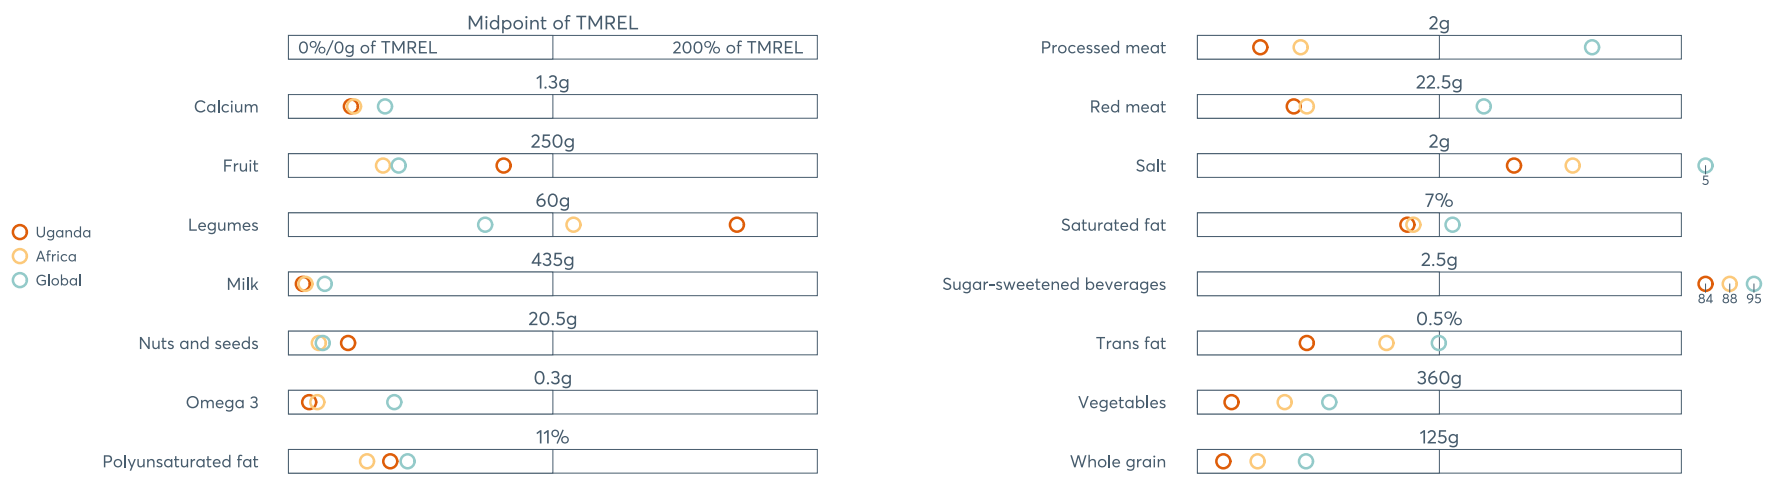 Midpoint of TMREL
0%/0g of TMREL 200% of TMREL
1.3g
Calcium
250g
Fruit
60g
Legumes
435g
Milk
20.5g
Nuts and seeds
0.3g
Omega 3
11%
Polyunsaturated fat
Uganda
Africa
Global
2g
Processed meat
22.5g
Red meat
2g
Salt
5
7%
Saturated fat
2.5g
Sugar-sweetened beverages
84 88 95
0.5%
Trans fat
360g
Vegetables
125g
Whole grain